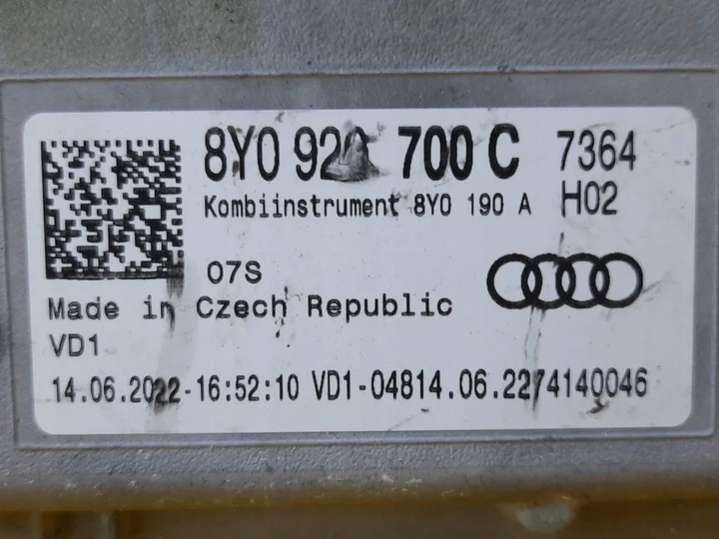 8Y0 920 700 C 7364
Kombiinstrument 8Y0 190 A H02
07S
Made in Czech Republic
VD1
14.06.2022-16:52:10 VD1-04814.06.2274140046